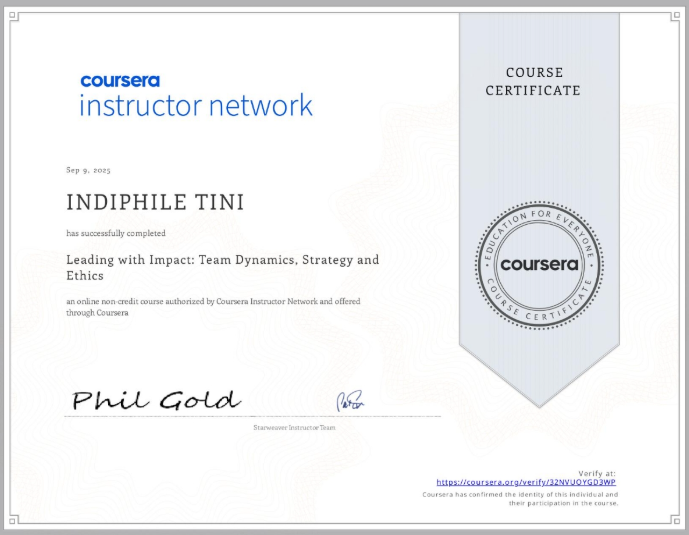 coursera
instructor network
COURSE
CERTIFICATE
Sep 9, 2025
INDIPHILE TINI
has successfully completed
Leading with Impact: Team Dynamics, Strategy and
Ethics
an online non-credit course authorized by Coursera Instructor Network and offered
through Coursera
EDUCATION FOR EVERYONE
coursera
COURSE CERTIFICATE
Phil Gold
Starweaver Instructor Team
Verify at:
https://coursera.org/verify/32NVUOYGD3WP
Coursera has confirmed the identity of this individual and
their participation in the course.